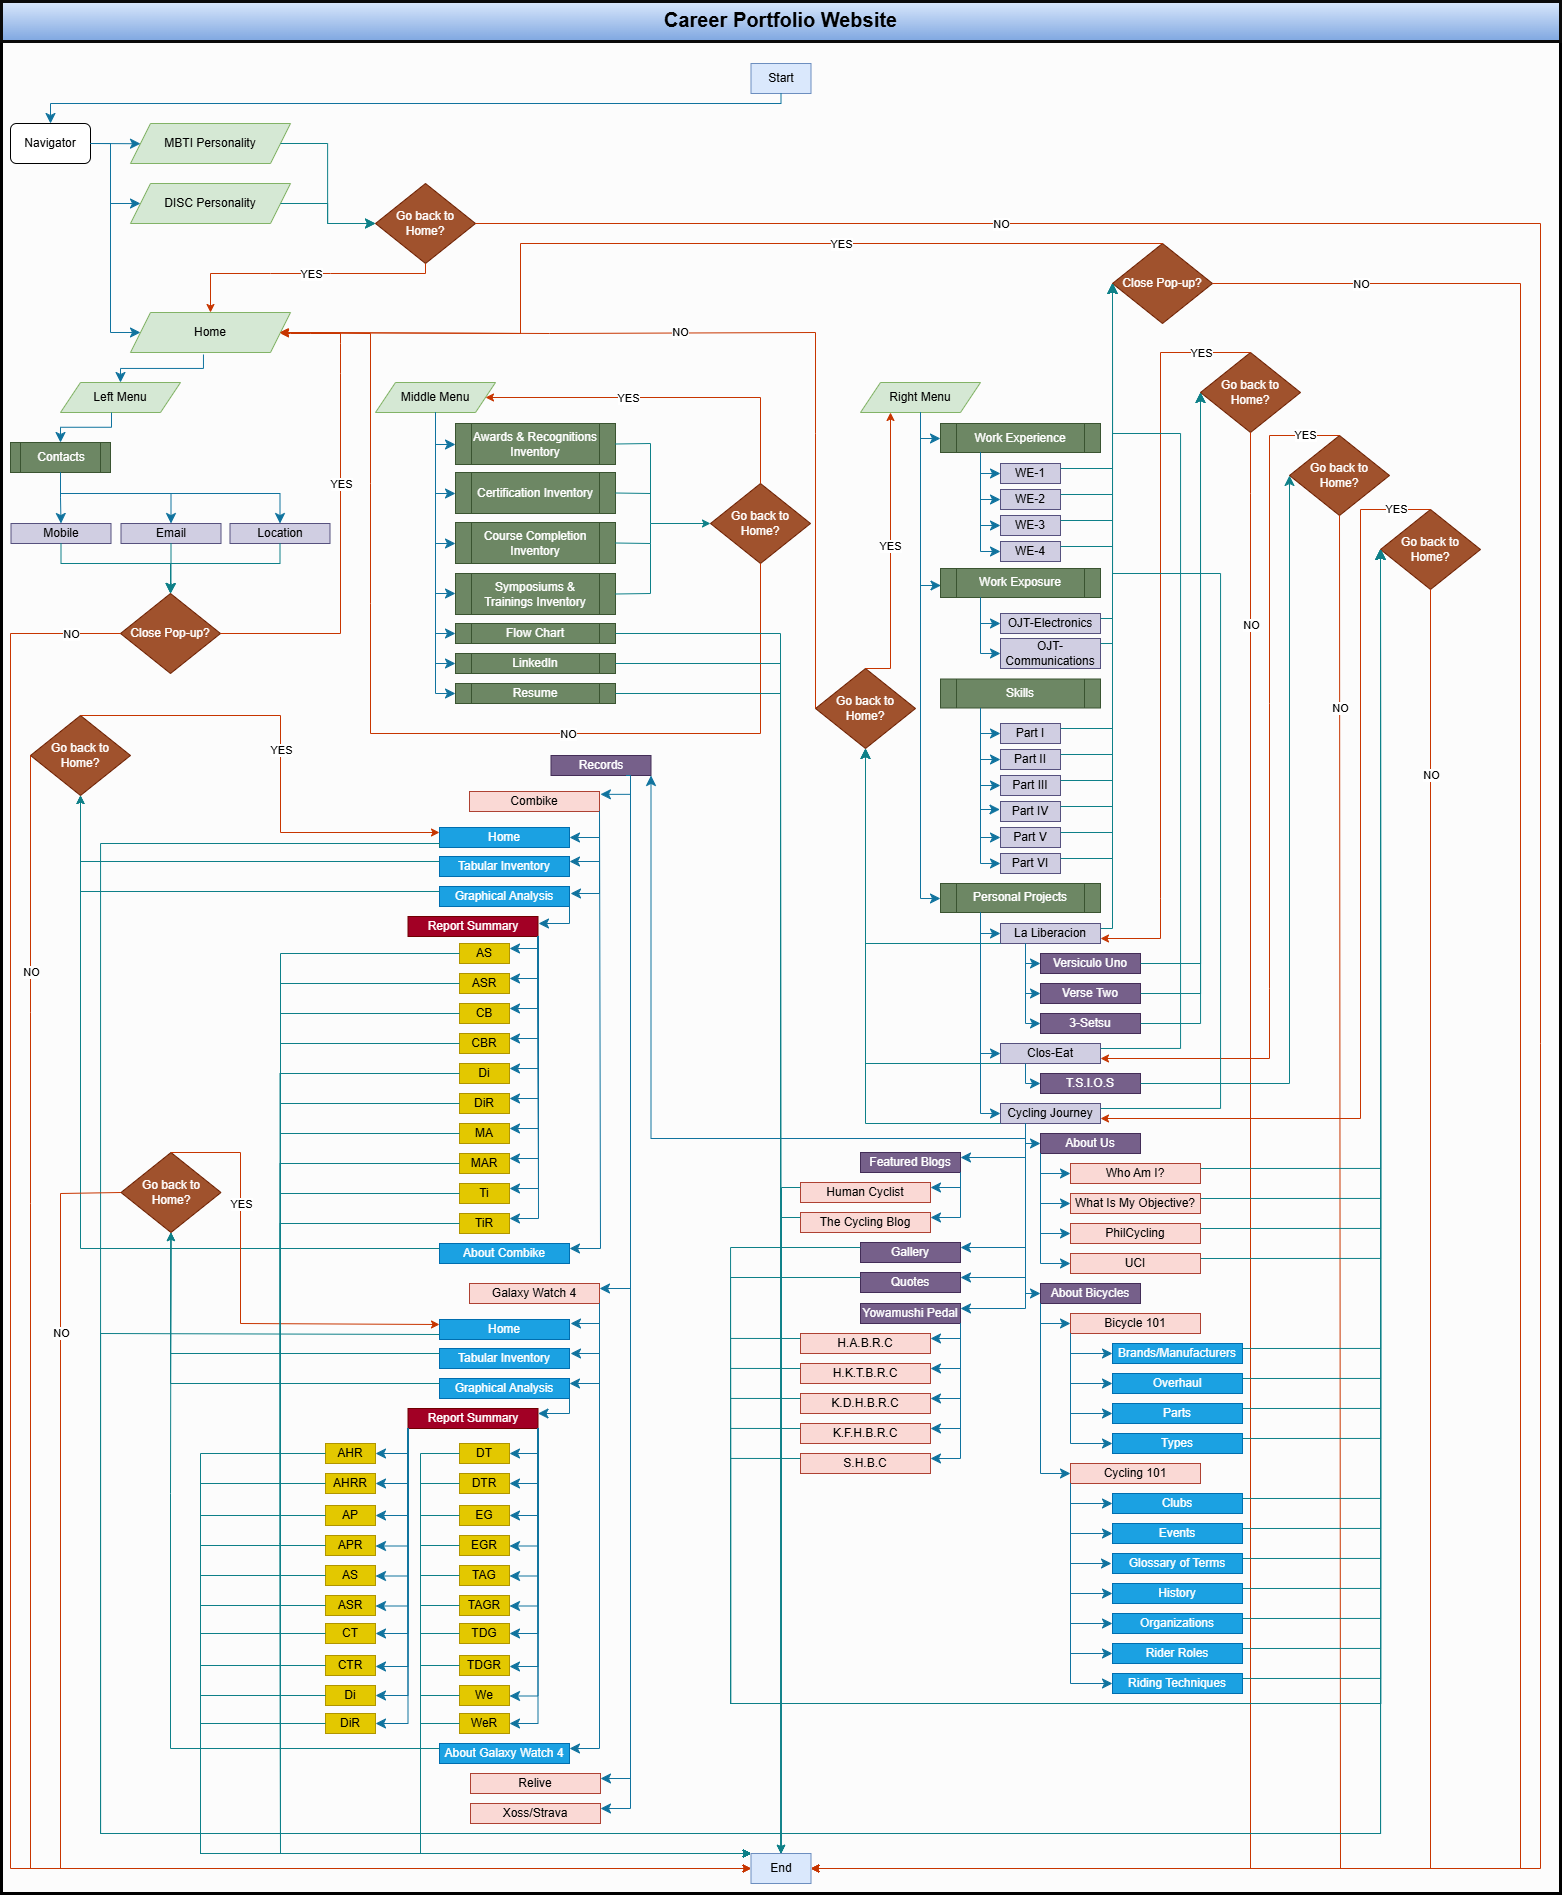 Career Portfolio Website
Start
Navigator
MBTI Personality
DISC Personality
Go back to
Home?
NO
YES
YES
Close Pop-up?
NO
Home
NO
Left Menu
Contacts
Mobile
Email
Location
YES
Close Pop-up?
NO
Middle Menu
YES
Awards & Recognitions
Inventory
Certification Inventory
Course Completion
Inventory
Symposiums &
Trainings Inventory
Flow Chart
LinkedIn
Resume
Go back to
Home?
NO
Right Menu
YES
Go back to
Home?
Work Experience
WE-1
WE-2
WE-3
WE-4
Work Exposure
OJT-Electronics
OJT-
Communications
Skills
Part I
Part II
Part III
Part IV
Part V
Part VI
Personal Projects
La Liberacion
Versiculo Uno
Verse Two
3-Setsu
Clos-Eat
T.S.I.O.S
Cycling Journey
YES
Go back to
Home?
NO
YES
Go back to
Home?
NO
YES
Go back to
Home?
NO
About Us
Who Am I?
What Is My Objective?
PhilCycling
UCI
About Bicycles
Bicycle 101
Brands/Manufacturers
Overhaul
Parts
Types
Cycling 101
Clubs
Events
Glossary of Terms
History
Organizations
Rider Roles
Riding Techniques
Featured Blogs
Human Cyclist
The Cycling Blog
Gallery
Quotes
Yowamushi Pedal
H.A.B.R.C
H.K.T.B.R.C
K.D.H.B.R.C
K.F.H.B.R.C
S.H.B.C
Go back to
Home?
YES
NO
Records
Combike
Home
Tabular Inventory
Graphical Analysis
Report Summary
AS
ASR
CB
CBR
Di
DiR
MA
MAR
Ti
TiR
About Combike
Go back to
Home?
YES
NO
Galaxy Watch 4
Home
Tabular Inventory
Graphical Analysis
Report Summary
AHR
AHRR
AP
APR
AS
ASR
CT
CTR
Di
DiR
DT
DTR
EG
EGR
TAG
TAGR
TDG
TDGR
We
WeR
About Galaxy Watch 4
Relive
Xoss/Strava
End